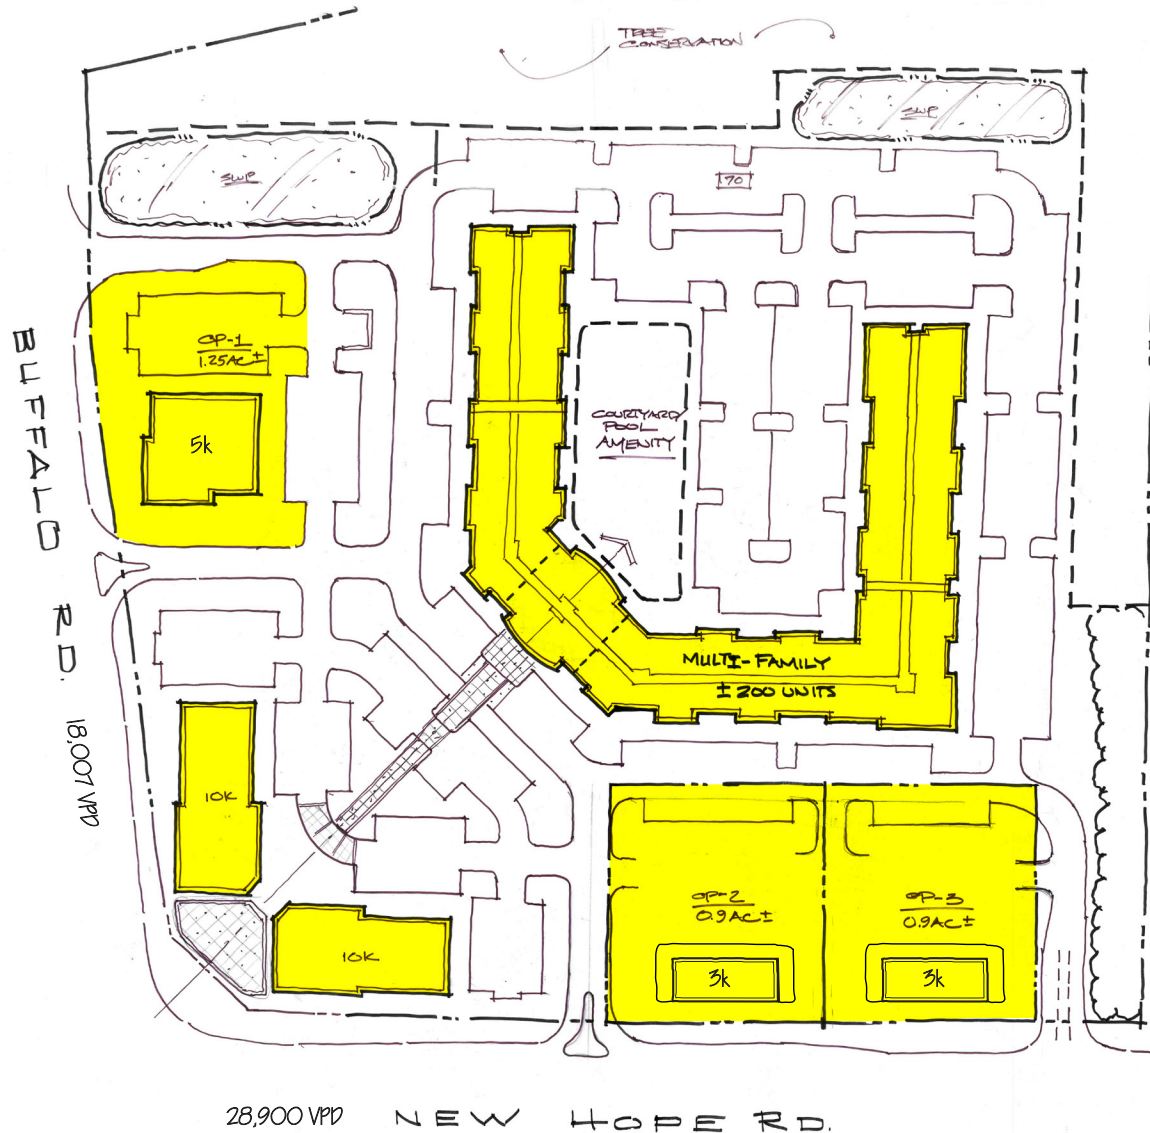 TREE
CONSERVATION
SWP
SWP
70
OP-1
1.25AC±
5k
COURTYARD/
POOL
AMENITY
BUFFALO RD.
18,007 VPD
MULTI-FAMILY
±200 UNITS
10K
10K
OP-2
0.9AC±
3k
OP-3
0.9AC±
3k
28,900 VPD
NEW HOPE RD.